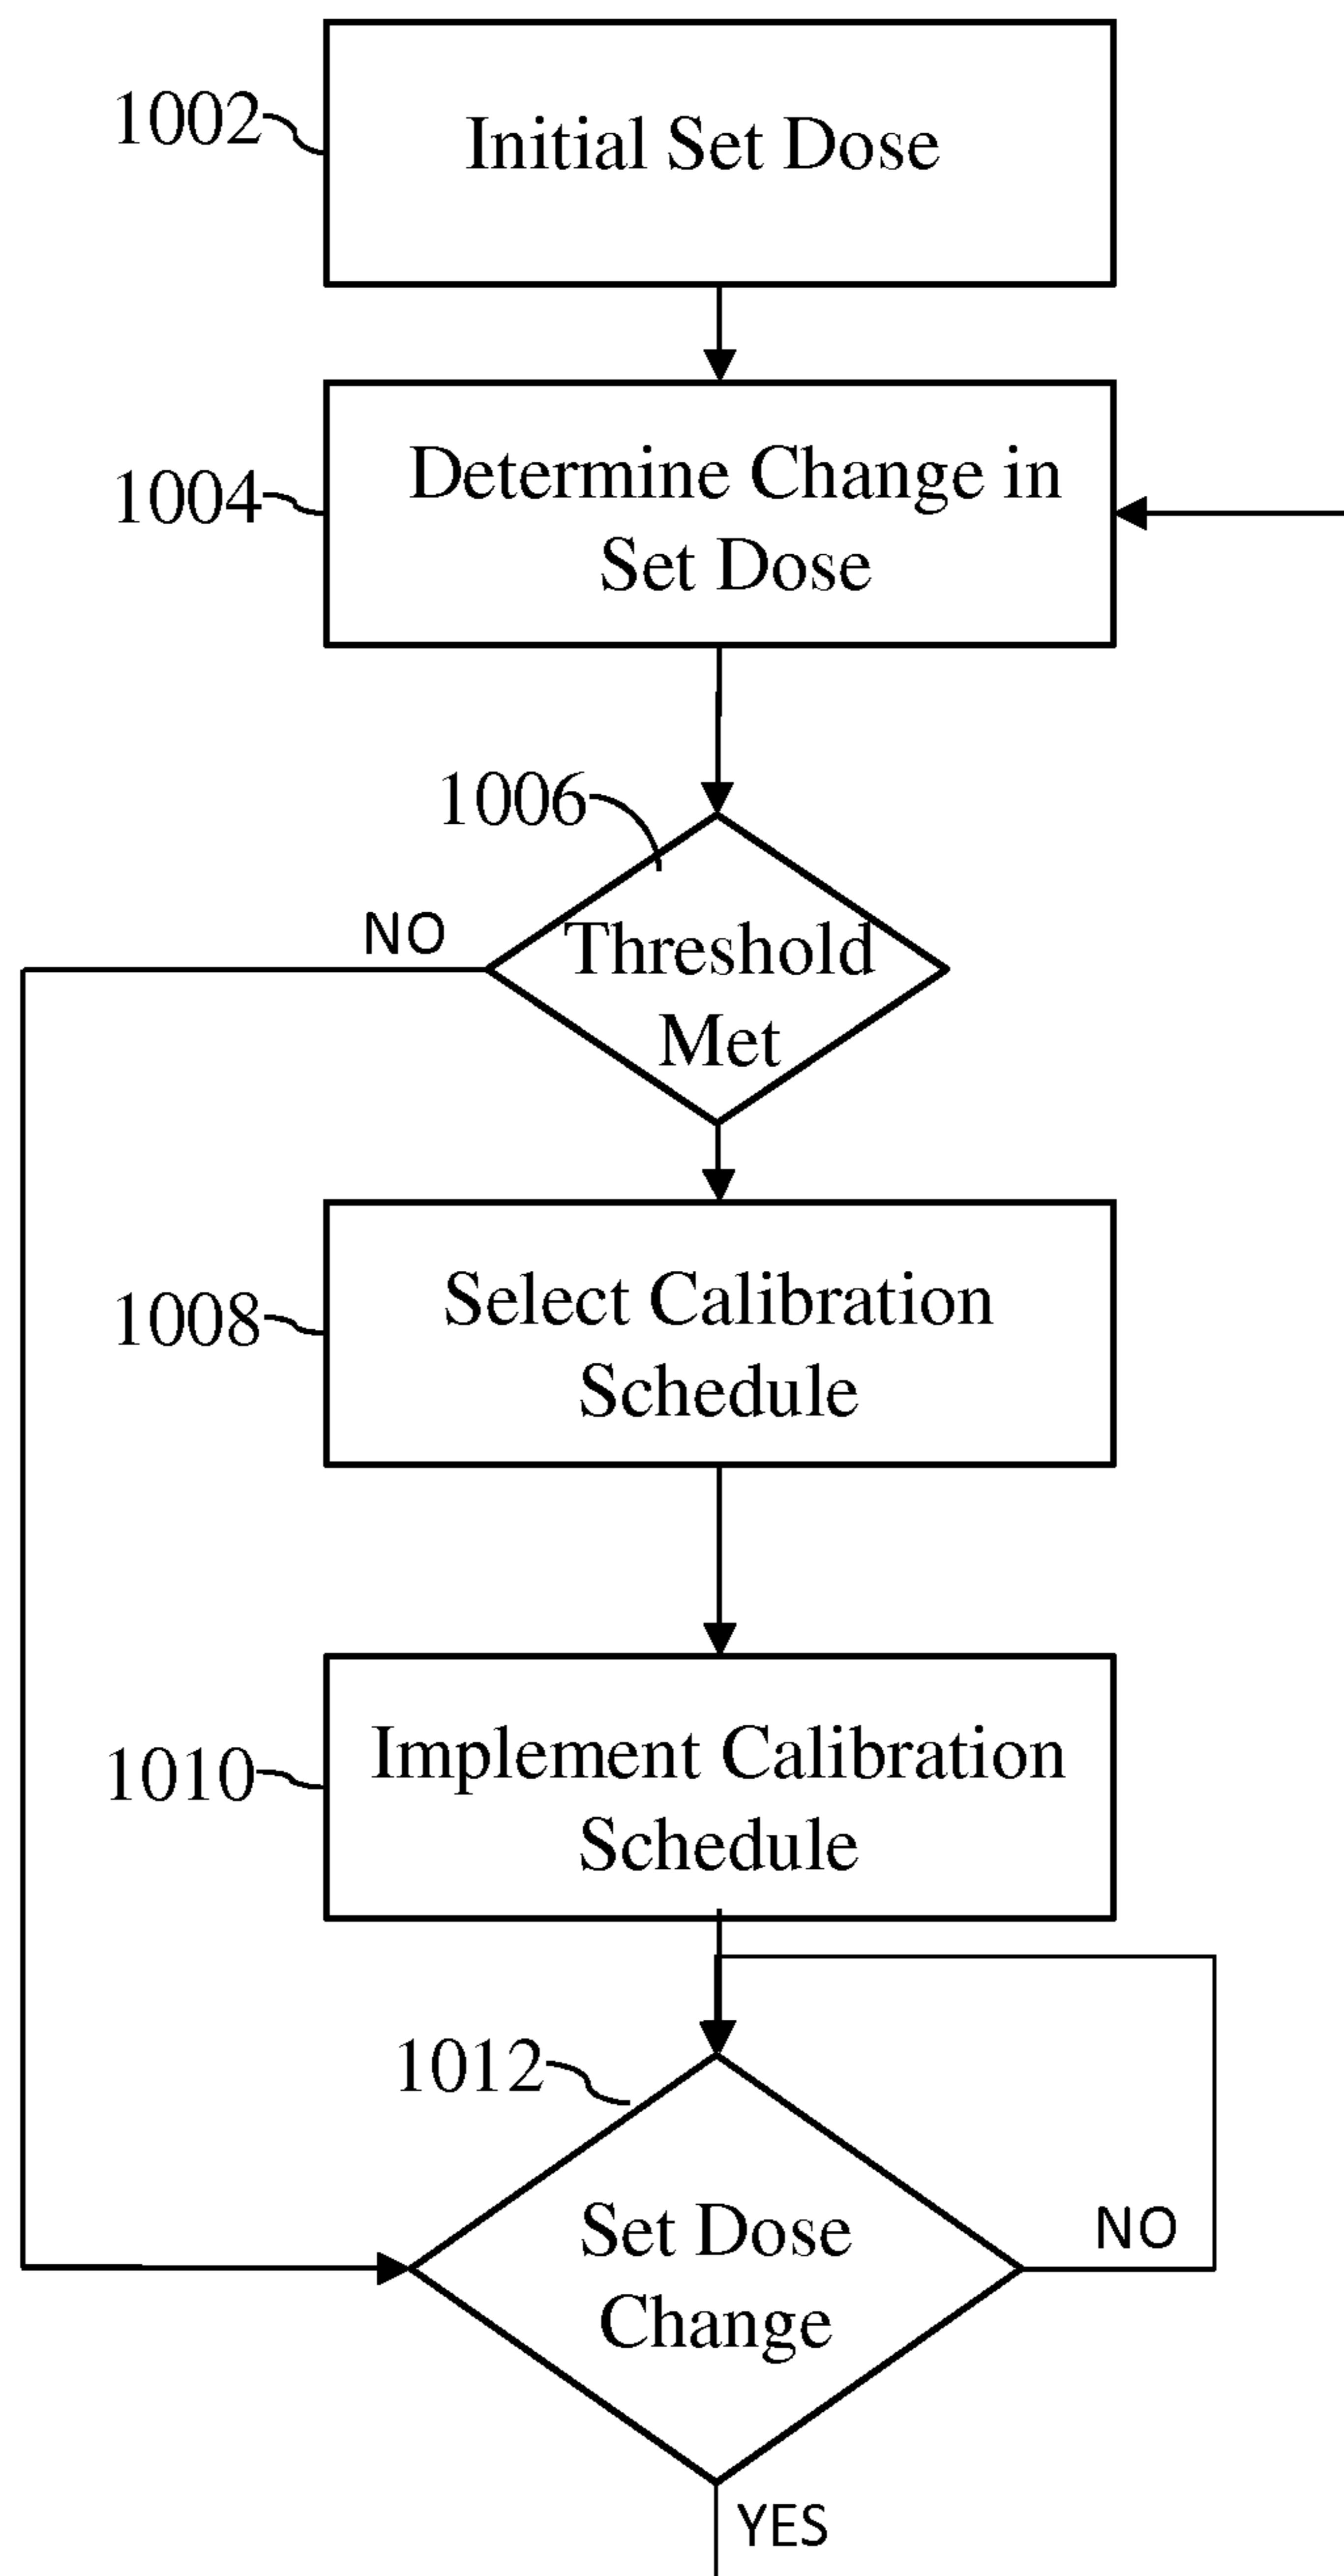 1002
Initial Set Dose
1004
Determine Change in
Set Dose
1006
NO
Threshold
Met
1008
Select Calibration
Schedule
1010
Implement Calibration
Schedule
1012
Set Dose
Change
NO
YES